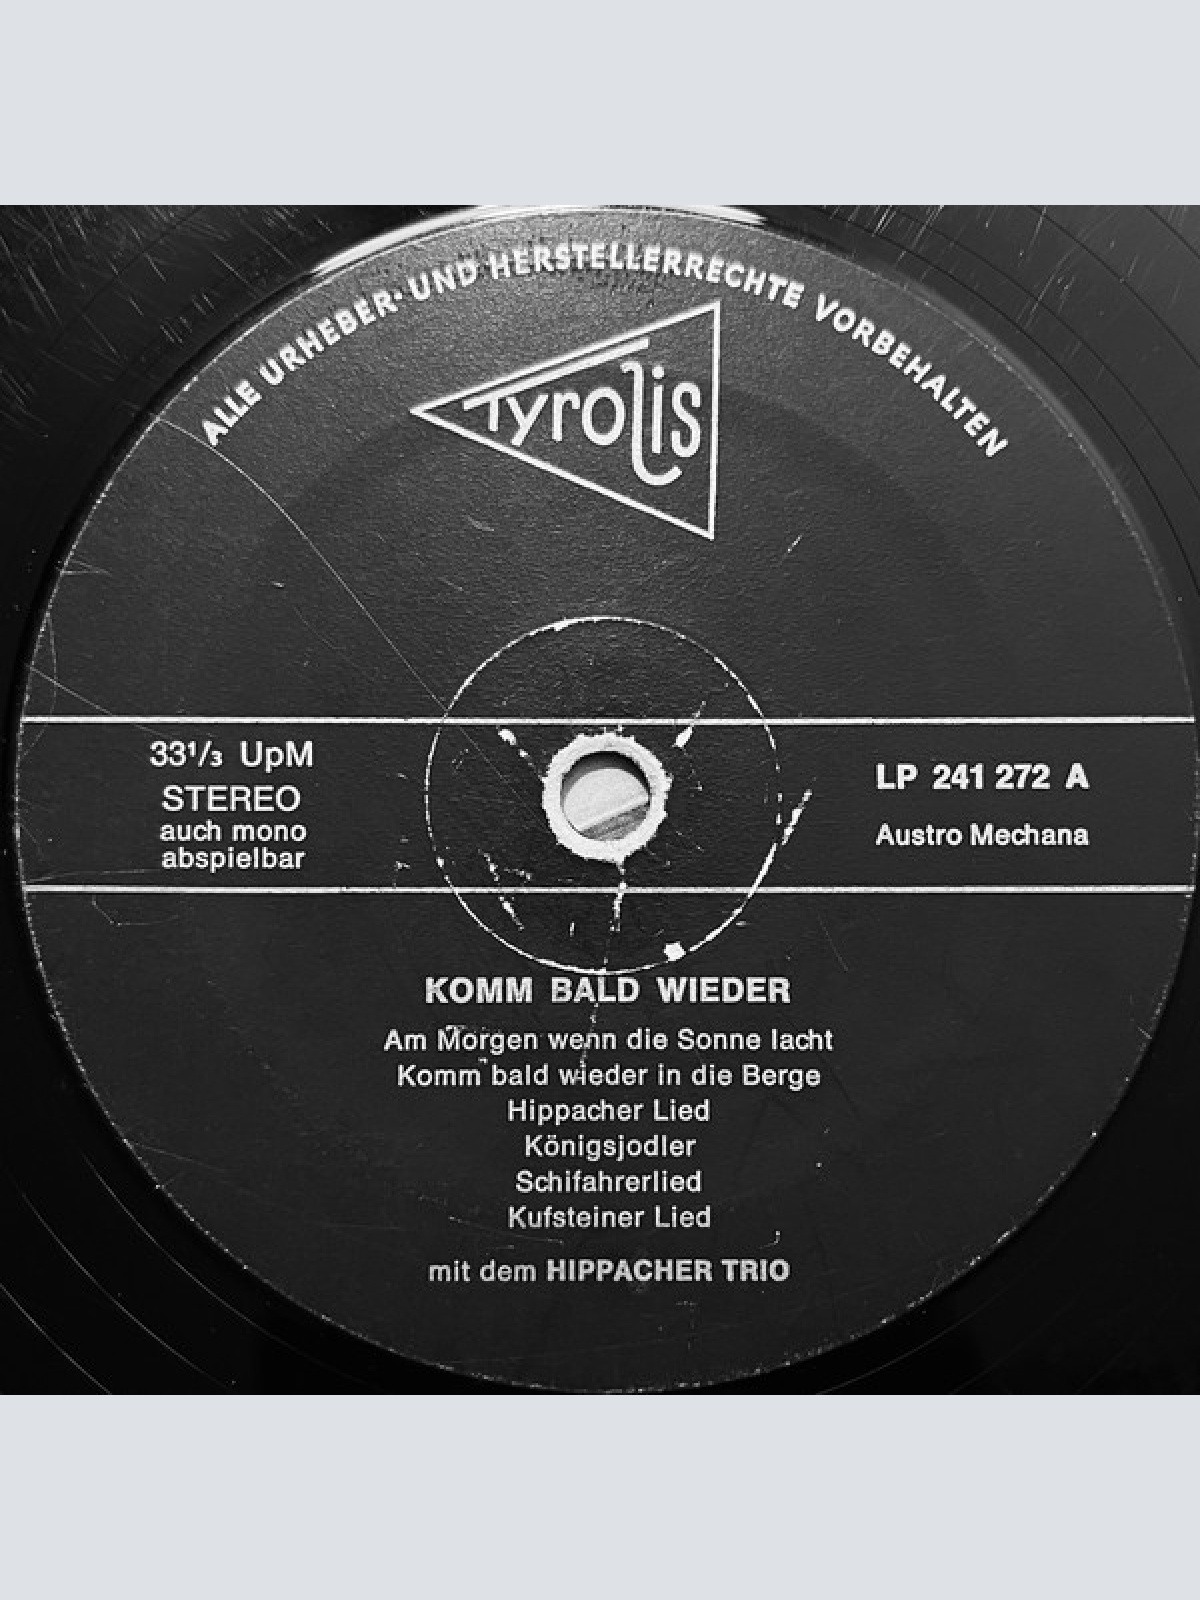 ALLE URHEBER- UND HERSTELLERRECHTE VORBEHALTEN
Tyrolis
33¹/₃ UpM
STEREO
auch mono
abspielbar
LP 241 272 A
Austro Mechana
KOMM BALD WIEDER
Am Morgen wenn die Sonne lacht
Komm bald wieder in die Berge
Hippacher Lied
Königsjodler
Schifahrerlied
Kufsteiner Lied
mit dem HIPPACHER TRIO